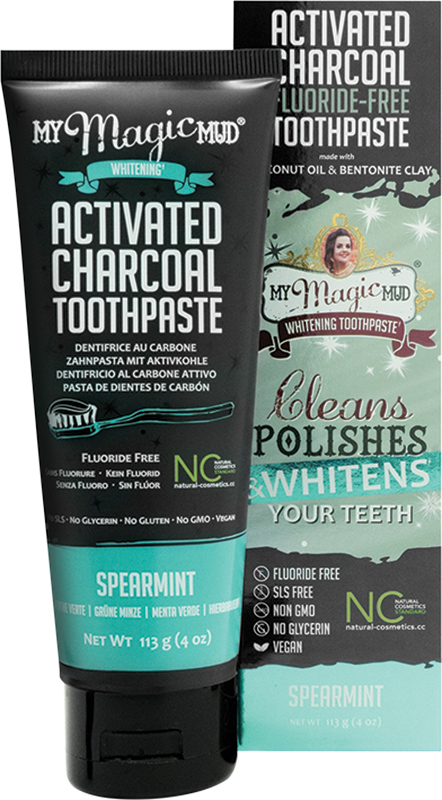 MY Magic MUD®
WHITENING†
ACTIVATED
CHARCOAL
TOOTHPASTE
DENTIFRICE AU CARBONE
ZAHNPASTA MIT AKTIVKOHLE
DENTIFRICIO AL CARBONE ATTIVO
PASTA DE DIENTES DE CARBÓN
FLUORIDE FREE
FLUORURE · KEIN FLUORID
SENZA FLUORO · SIN FLÚOR
NC NATURAL
COSMETICS
STANDARD
natural-cosmetics.cc
SLS · NO GLYCERIN · NO GLUTEN · NO GMO · VEGAN
SPEARMINT
VERTE | GRÜNE MINZE | MENTA VERDE |
NET WT 113 g (4 oz)
ACTIVATED
CHARCOAL
FLUORIDE-FREE
TOOTHPASTE
made with
COCONUT OIL & BENTONITE CLAY
MY Magic MUD®
WHITENING TOOTHPASTE†
Cleans
POLISHES
&WHITENS
YOUR TEETH
FLUORIDE FREE
SLS FREE
NON GMO
NO GLYCERIN
VEGAN
NC NATURAL
COSMETICS
STANDARD
natural-cosmetics.cc
SPEARMINT
NET WT 113 g (4 oz)